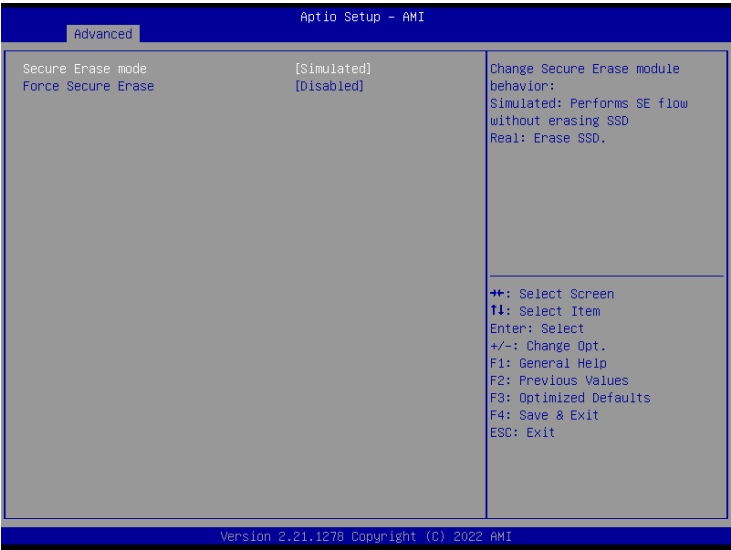 Aptio Setup - AMI
Advanced
Secure Erase mode [Simulated]
Force Secure Erase [Disabled]
Change Secure Erase module
behavior:
Simulated: Performs SE flow
without erasing SSD
Real: Erase SSD.
→←: Select Screen
↑↓: Select Item
Enter: Select
+/-: Change Opt.
F1: General Help
F2: Previous Values
F3: Optimized Defaults
F4: Save & Exit
ESC: Exit
Version 2.21.1278 Copyright (C) 2022 AMI